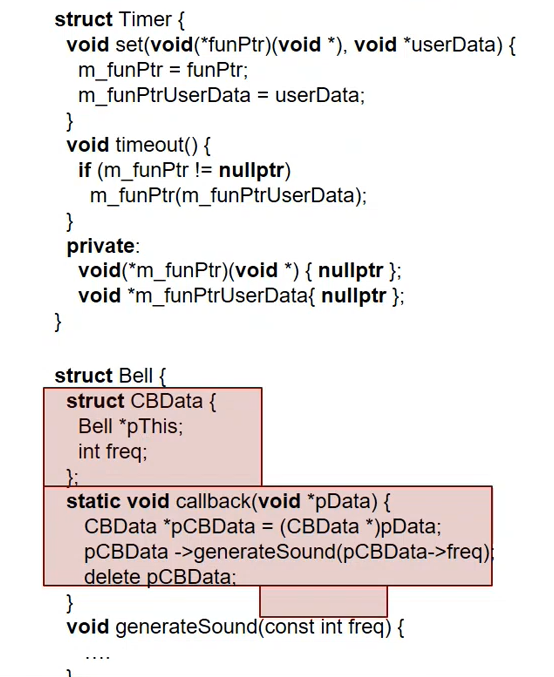 struct Timer {
void set(void(*funPtr)(void *), void *userData) {
m_funPtr = funPtr;
m_funPtrUserData = userData;
}
void timeout() {
if (m_funPtr != nullptr)
m_funPtr(m_funPtrUserData);
}
private:
void(*m_funPtr)(void *) { nullptr };
void *m_funPtrUserData{ nullptr };
}
struct Bell {
struct CBData {
Bell *pThis;
int freq;
};
static void callback(void *pData) {
CBData *pCBData = (CBData *)pData;
pCBData ->generateSound(pCBData->freq);
delete pCBData;
}
void generateSound(const int freq) {
....
}